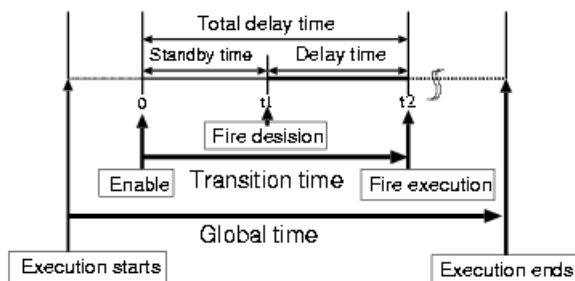 Total delay time
Standby time
Delay time
0
t1
t2
Fire desision
Enable
Transition time
Fire execution
Global time
Execution starts
Execution ends